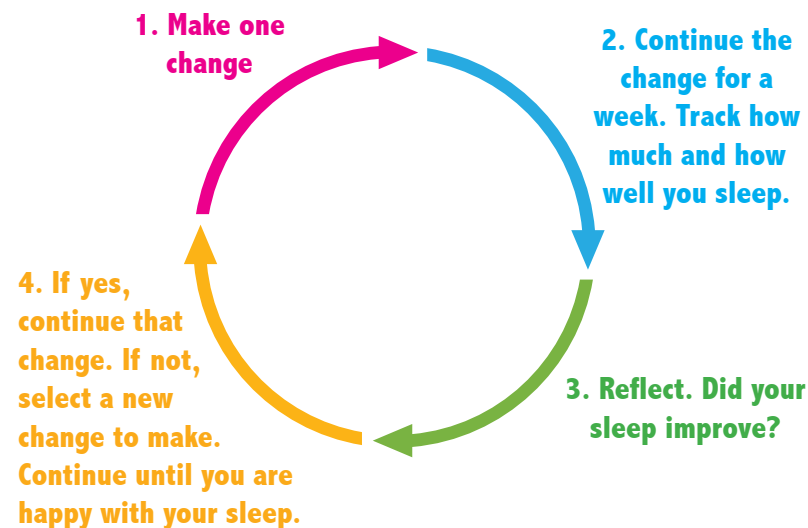 1. Make one
change
2. Continue the
change for a
week. Track how
much and how
well you sleep.
3. Reflect. Did your
sleep improve?
4. If yes,
continue that
change. If not,
select a new
change to make.
Continue until you are
happy with your sleep.